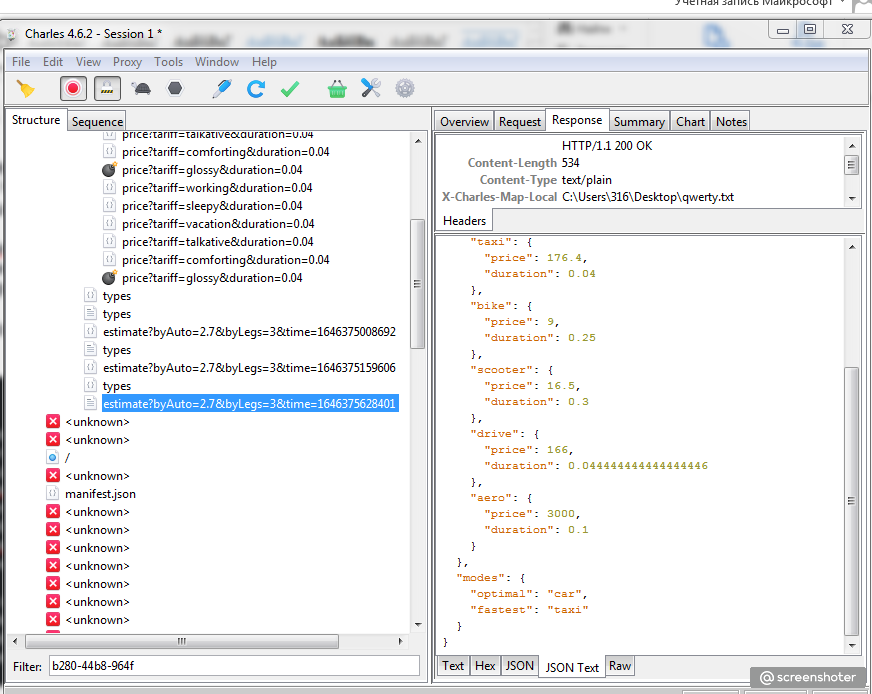 Учетная запись Майкрософт
Charles 4.6.2 - Session 1 *
File Edit View Proxy Tools Window Help
Structure Sequence
price?tariff=talkative&duration=0.04
price?tariff=comforting&duration=0.04
price?tariff=glossy&duration=0.04
price?tariff=working&duration=0.04
price?tariff=sleepy&duration=0.04
price?tariff=vacation&duration=0.04
price?tariff=talkative&duration=0.04
price?tariff=comforting&duration=0.04
price?tariff=glossy&duration=0.04
types
types
estimate?byAuto=2.7&byLegs=3&time=1646375008692
types
estimate?byAuto=2.7&byLegs=3&time=1646375159606
types
estimate?byAuto=2.7&byLegs=3&time=1646375628401
<unknown>
<unknown>
/
<unknown>
manifest.json
<unknown>
<unknown>
<unknown>
<unknown>
<unknown>
<unknown>
<unknown>
Filter: b280-44b8-964f
Overview Request Response Summary Chart Notes
HTTP/1.1 200 OK
Content-Length 534
Content-Type text/plain
X-Charles-Map-Local C:\Users\316\Desktop\qwerty.txt
Headers
"taxi": {
"price": 176.4,
"duration": 0.04
},
"bike": {
"price": 9,
"duration": 0.25
},
"scooter": {
"price": 16.5,
"duration": 0.3
},
"drive": {
"price": 166,
"duration": 0.044444444444444446
},
"aero": {
"price": 3000,
"duration": 0.1
}
},
"modes": {
"optimal": "car",
"fastest": "taxi"
}
}
Text Hex JSON JSON Text Raw
@screenshoter